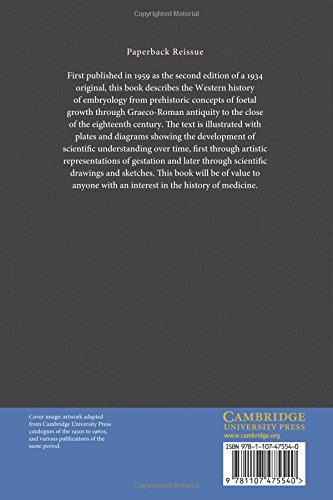 Paperback Reissue
First published in 1959 as the second edition of a 1934
original, this book describes the Western history
of embryology from prehistoric concepts of foetal
growth through Graeco-Roman antiquity to the close
of the eighteenth century. The text is illustrated with
plates and diagrams showing the development of
scientific understanding over time, first through artistic
representations of gestation and later through scientific
drawings and sketches. This book will be of value to
anyone with an interest in the history of medicine.
Cover image: artwork adapted
from Cambridge University Press
catalogues of the 1930s to 1960s,
and various publications of the
same period.
CAMBRIDGE
UNIVERSITY PRESS
www.cambridge.org
ISBN 978-1-107-47554-0
9 781107 475540 >